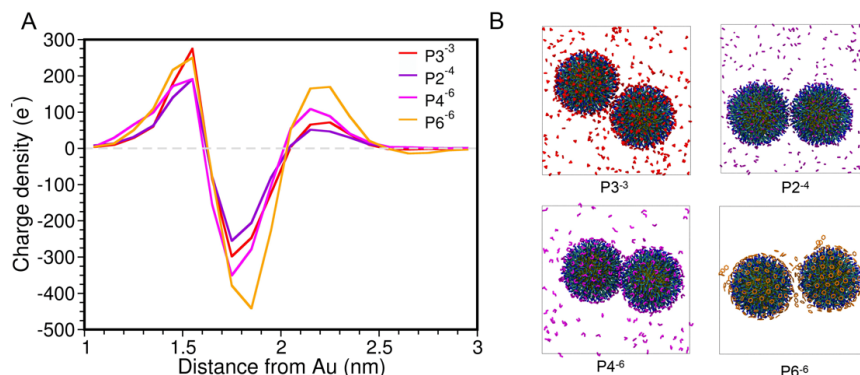 A
300
200
100
0
-100
-200
-300
-400
-500
Charge density (e-)
1
1.5
2
2.5
3
Distance from Au (nm)
P3-3
P2-4
P4-6
P6-6
B
P3-3
P2-4
P4-6
P6-6